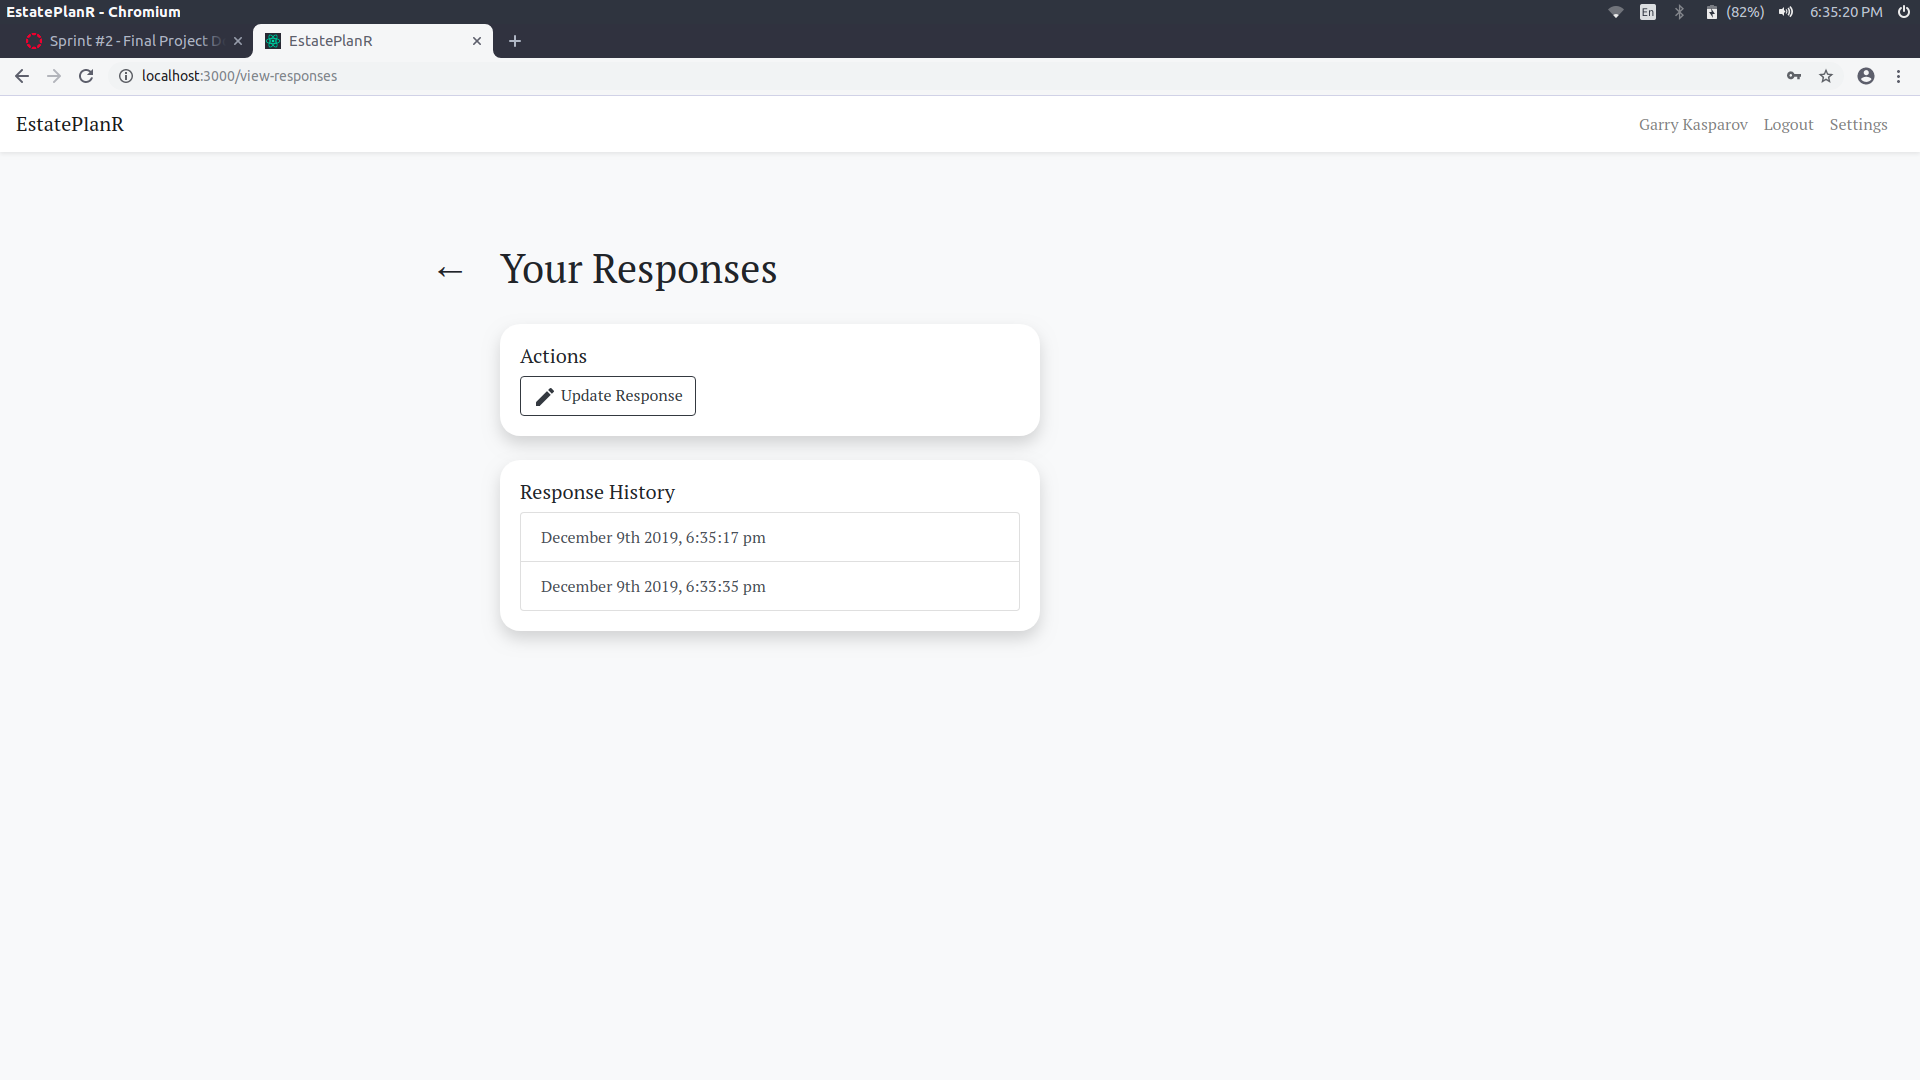 EstatePlanR - Chromium
En (82%) 6:35:20 PM
Sprint #2 - Final Project D
EstatePlanR
localhost:3000/view-responses
EstatePlanR
Garry Kasparov Logout Settings
← Your Responses
Actions
Update Response
Response History
December 9th 2019, 6:35:17 pm
December 9th 2019, 6:33:35 pm